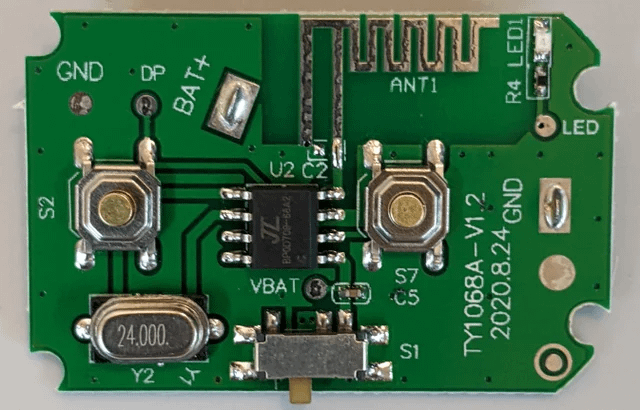 GND
DP
BAT+
ANT1
LED1
R4
LED
S2
U2
C2
JL
GND
TY1068A-V1.2
2020.8.24
VBAT
S7
C5
24.000.
Y2
S1